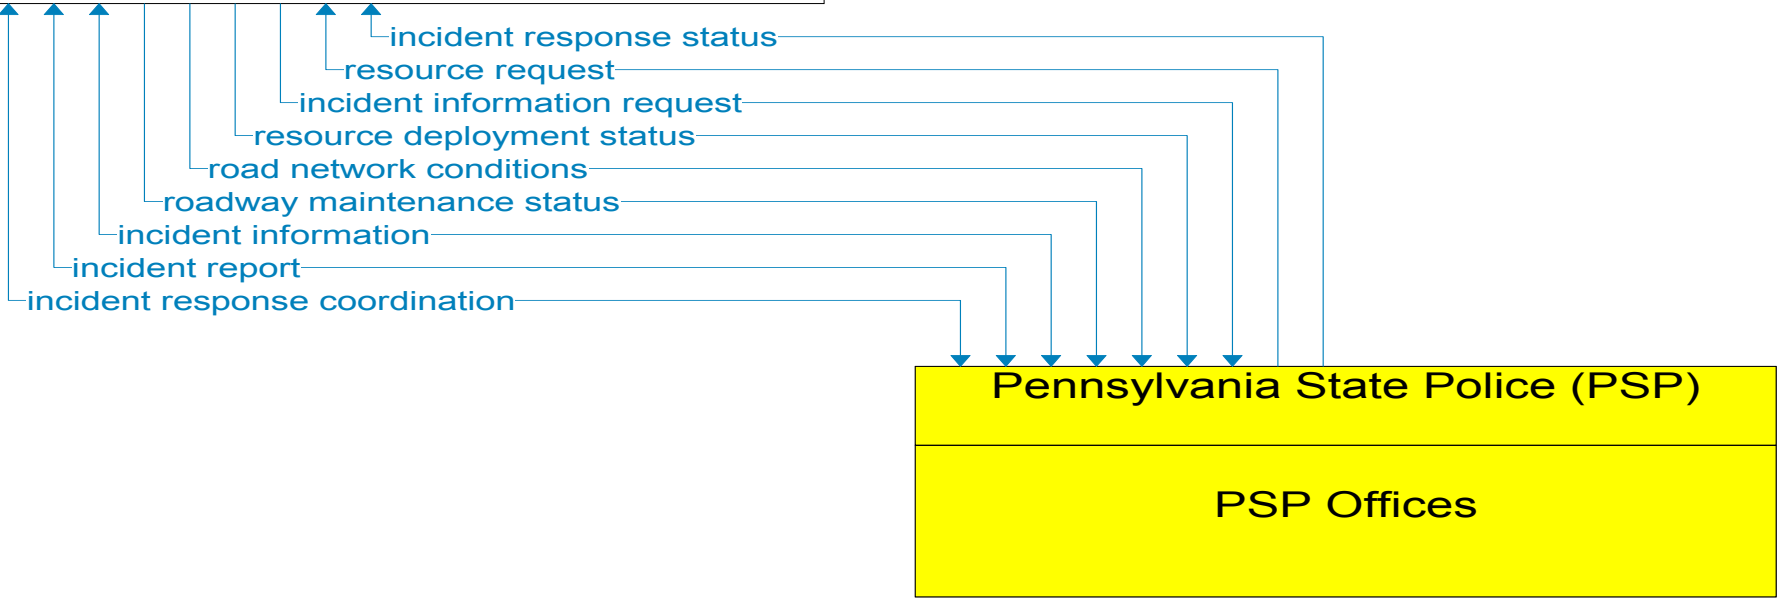 incident response status
resource request
incident information request
resource deployment status
road network conditions
roadway maintenance status
incident information
incident report
incident response coordination
Pennsylvania State Police (PSP)
PSP Offices